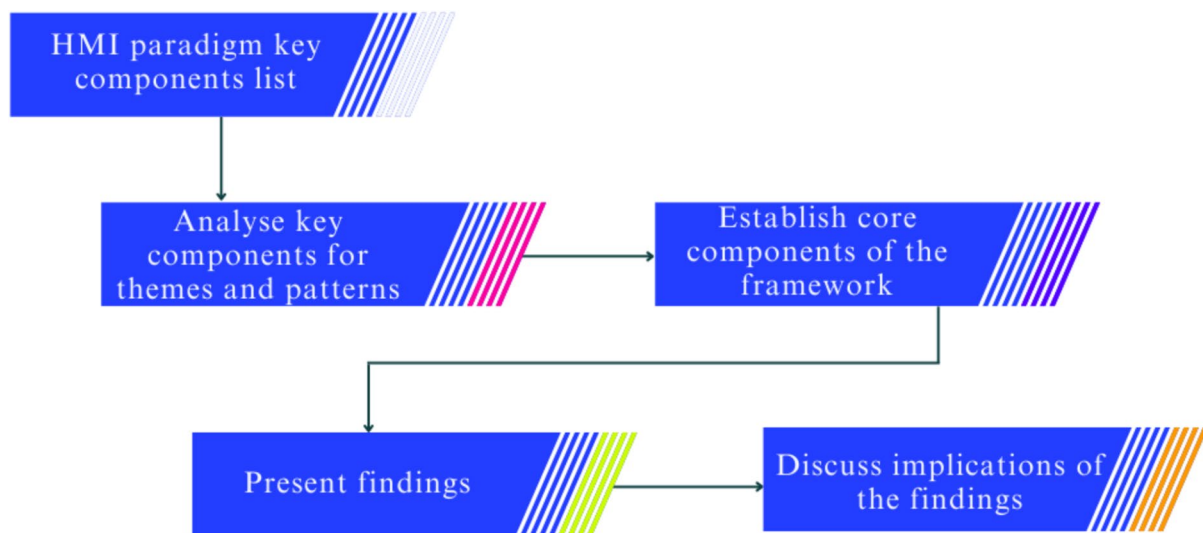 HMI paradigm key
components list
Analyse key
components for
themes and patterns
Establish core
components of the
framework
Present findings
Discuss implications of
the findings